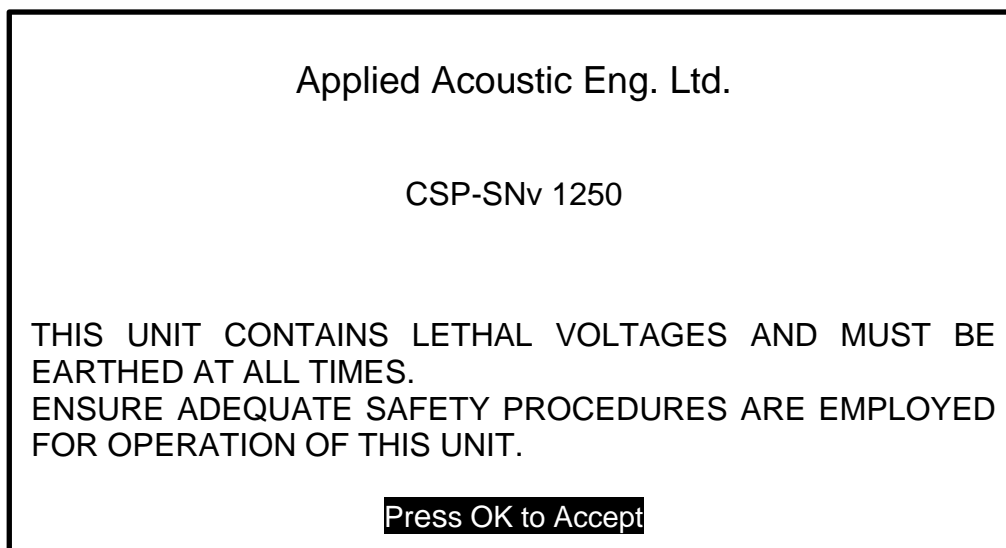 Applied Acoustic Eng. Ltd.
CSP-SNv 1250
THIS UNIT CONTAINS LETHAL VOLTAGES AND MUST BE
EARTHED AT ALL TIMES.
ENSURE ADEQUATE SAFETY PROCEDURES ARE EMPLOYED
FOR OPERATION OF THIS UNIT.
Press OK to Accept